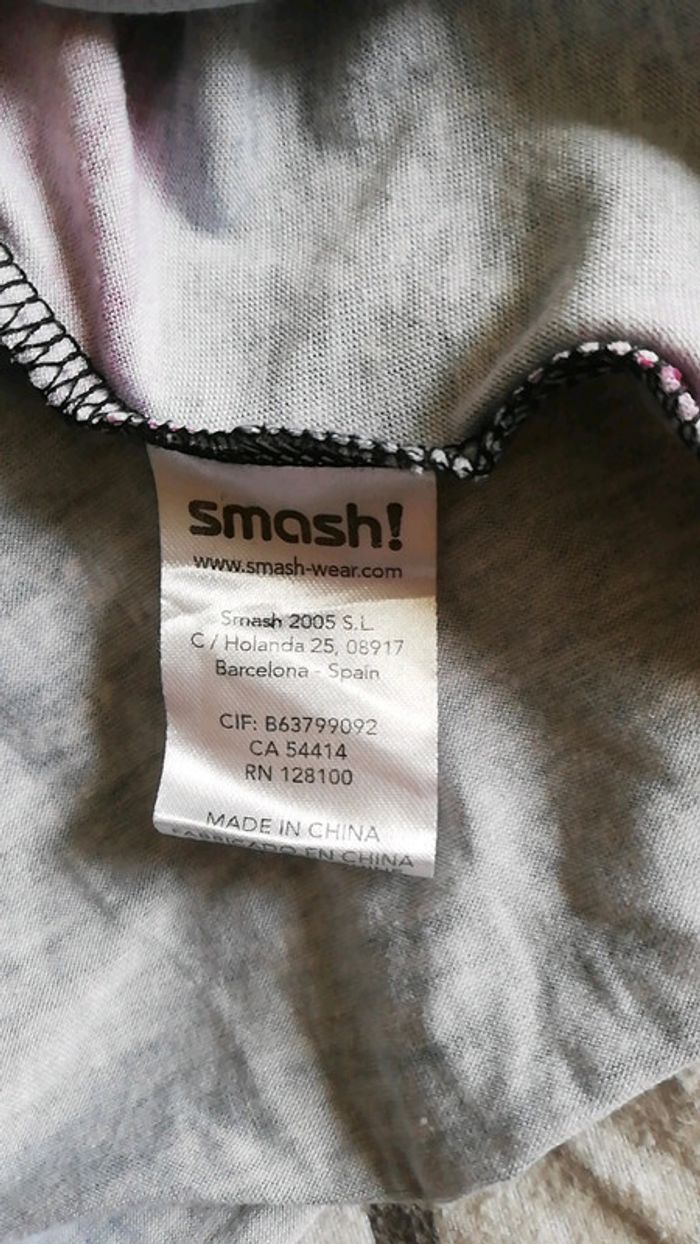 smash!
www.smash-wear.com
Smash 2005 S.L.
C / Holanda 25, 08917
Barcelona - Spain
CIF: B63799092
CA 54414
RN 128100
MADE IN CHINA
FABRICADO EN CHINA